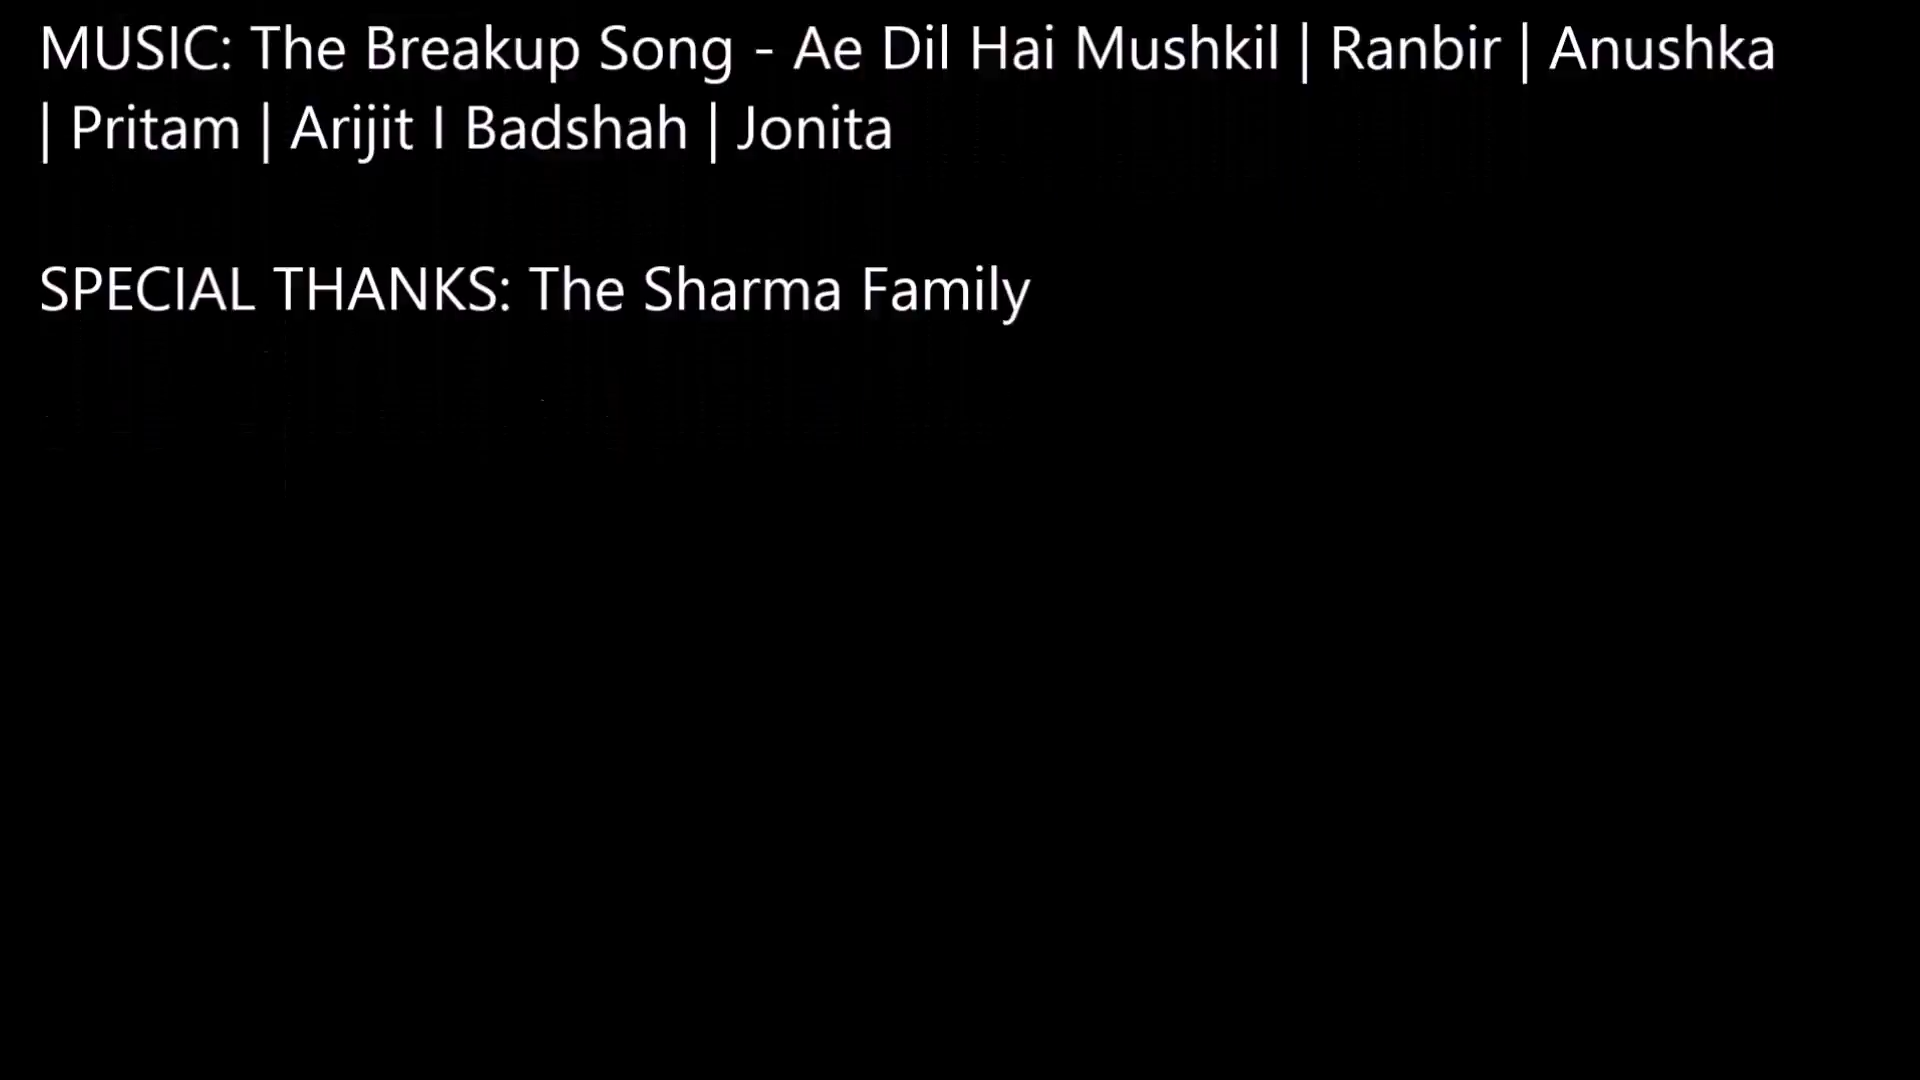 MUSIC: The Breakup Song - Ae Dil Hai Mushkil | Ranbir | Anushka
| Pritam | Arijit I Badshah | Jonita
SPECIAL THANKS: The Sharma Family